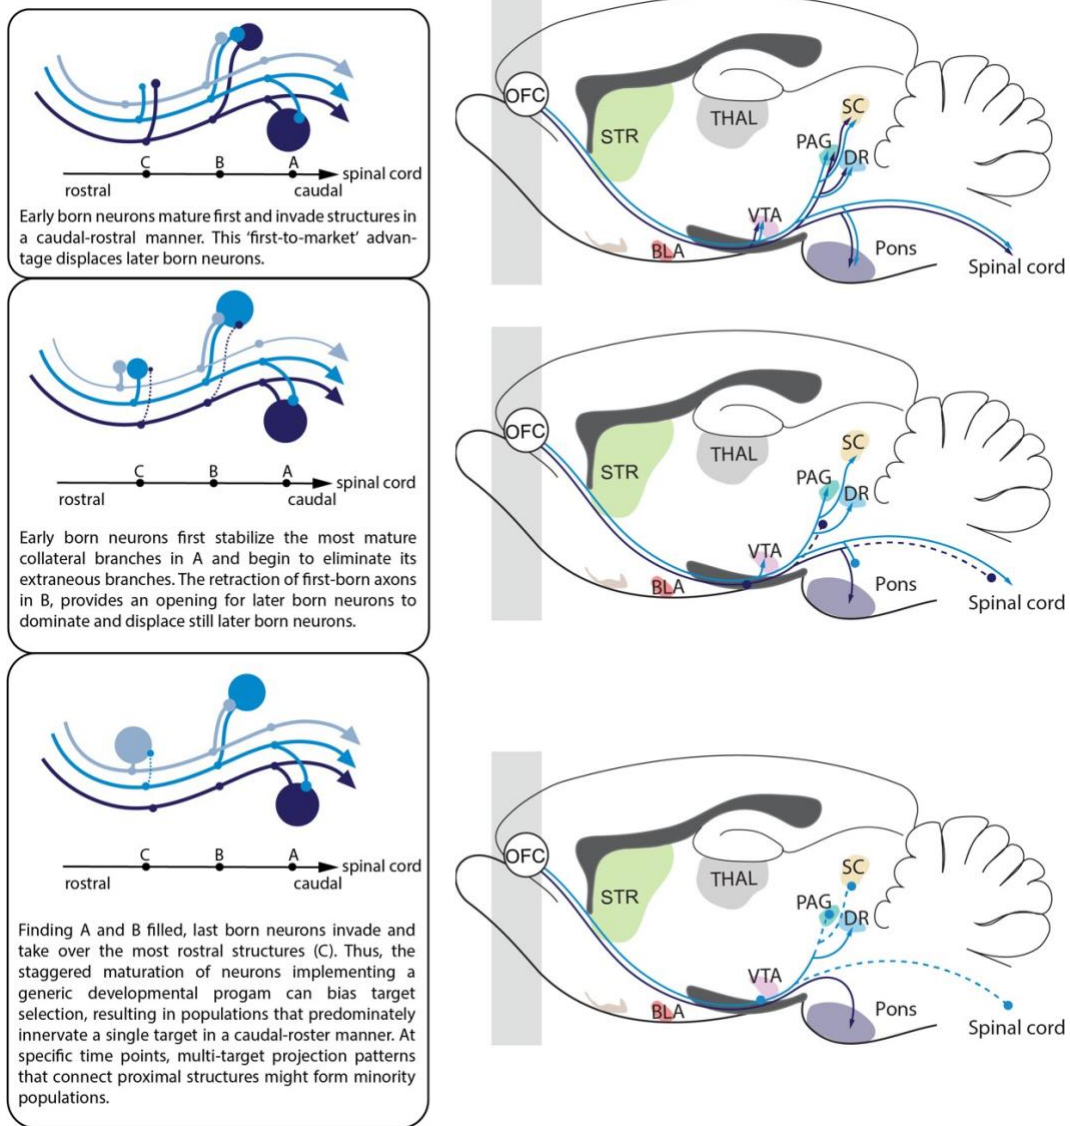 C
B
A
spinal cord
rostral
caudal
Early born neurons mature first and invade structures in
a caudal-rostral manner. This ‘first-to-market’ advan-
tage displaces later born neurons.
OFC
STR
THAL
SC
PAG
DR
VTA
BLA
Pons
Spinal cord
C
B
A
spinal cord
rostral
caudal
Early born neurons first stabilize the most mature
collateral branches in A and begin to eliminate its
extraneous branches. The retraction of first-born axons
in B, provides an opening for later born neurons to
dominate and displace still later born neurons.
OFC
STR
THAL
SC
PAG
DR
VTA
BLA
Pons
Spinal cord
C
B
A
spinal cord
rostral
caudal
Finding A and B filled, last born neurons invade and
take over the most rostral structures (C). Thus, the
staggered maturation of neurons implementing a
generic developmental progam can bias target
selection, resulting in populations that predominately
innervate a single target in a caudal-roster manner. At
specific time points, multi-target projection patterns
that connect proximal structures might form minority
populations.
OFC
STR
THAL
SC
PAG
DR
VTA
BLA
Pons
Spinal cord